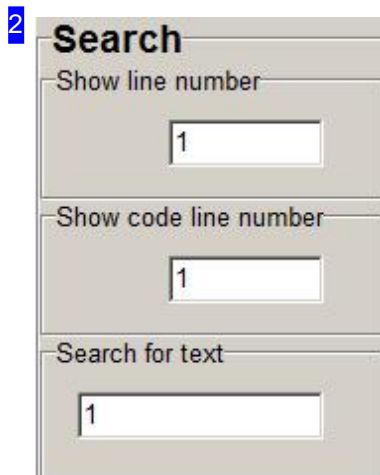 2
Search
Show line number
1
Show code line number
1
Search for text
1